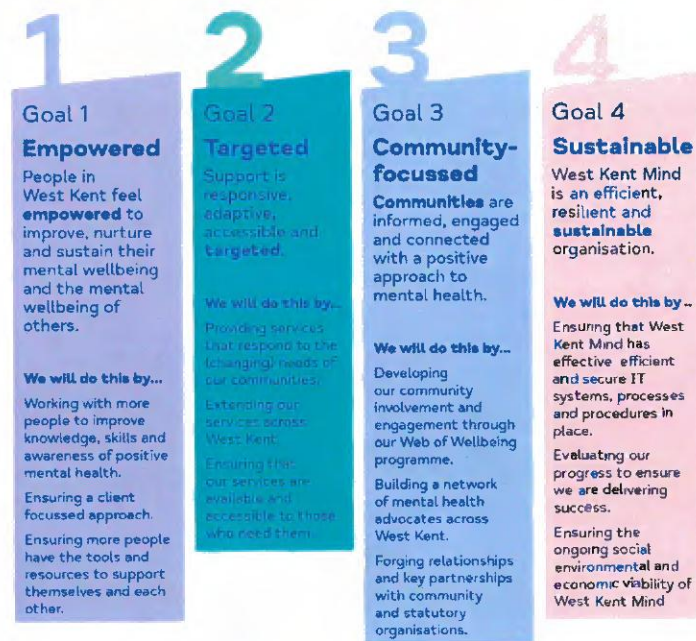 1
Goal 1
Empowered
People in
West Kent feel
empowered to
improve, nurture
and sustain their
mental wellbeing
and the mental
wellbeing of
others.
We will do this by...
Working with more
people to improve
knowledge, skills and
awareness of positive
mental health.
Ensuring a client
focussed approach.
Ensuring more people
have the tools and
resources to support
themselves and each
other.
2
Goal 2
Targeted
Support is
responsive,
adaptive,
accessible and
targeted.
We will do this by...
Providing services
that respond to the
(changing) needs of
our communities.
Extending our
services across
West Kent
Ensuring that
our services are
available and
accessible to those
who need them.
3
Goal 3
Community-
focussed
Communities are
informed, engaged
and connected
with a positive
approach to
mental health.
We will do this by...
Developing
our community
involvement and
engagement through
our Web of Wellbeing
programme.
Building a network
of mental health
advocates across
West Kent.
Forging relationships
and key partnerships
with community
and statutory
organisations.
4
Goal 4
Sustainable
West Kent Mind
is an efficient,
resilient and
sustainable
organisation.
We will do this by...
Ensuring that West
Kent Mind has
effective efficient
and secure IT
systems, processes
and procedures in
place.
Evaluating our
progress to ensure
we are delivering
success.
Ensuring the
ongoing social
environmental and
economic viability of
West Kent Mind